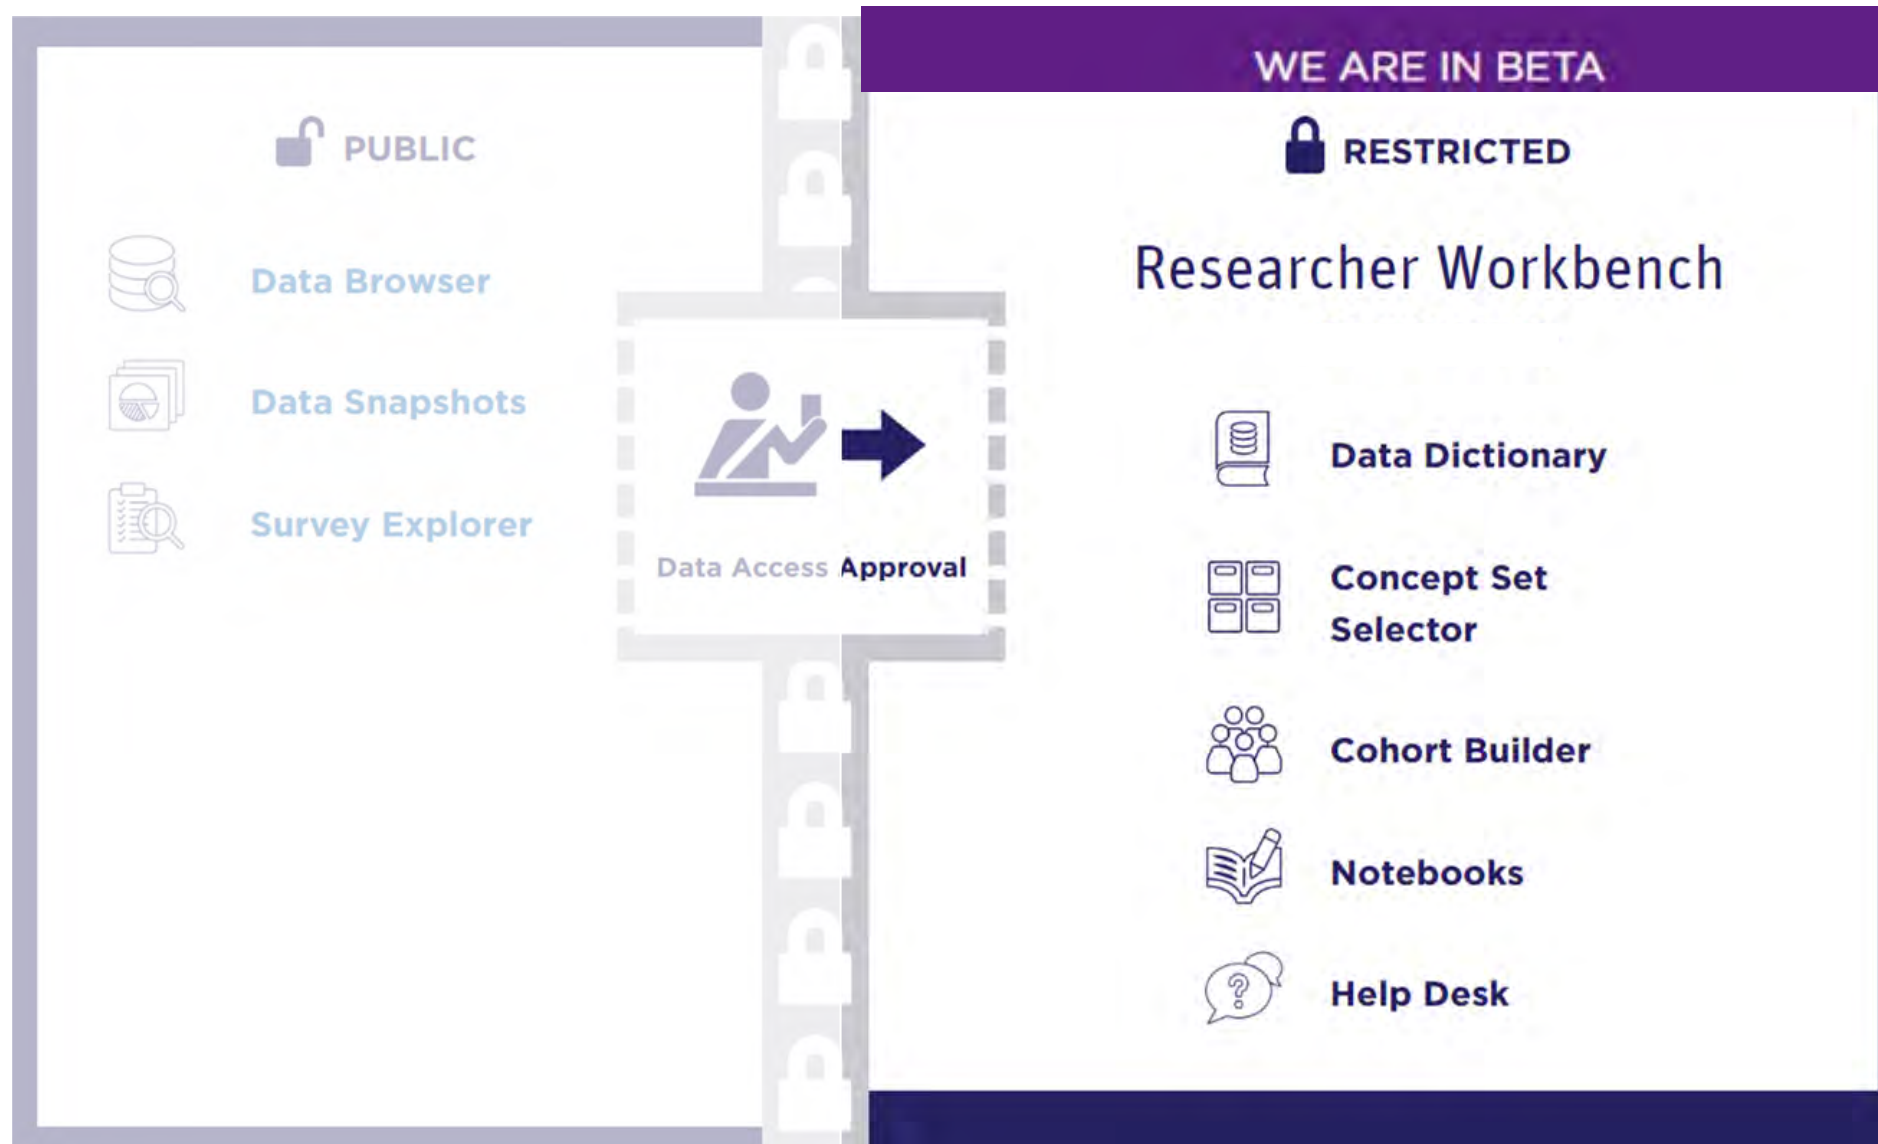 PUBLIC
Data Browser
Data Snapshots
Survey Explorer
Data Access Approval
WE ARE IN BETA
RESTRICTED
Researcher Workbench
Data Dictionary
Concept Set
Selector
Cohort Builder
Notebooks
Help Desk